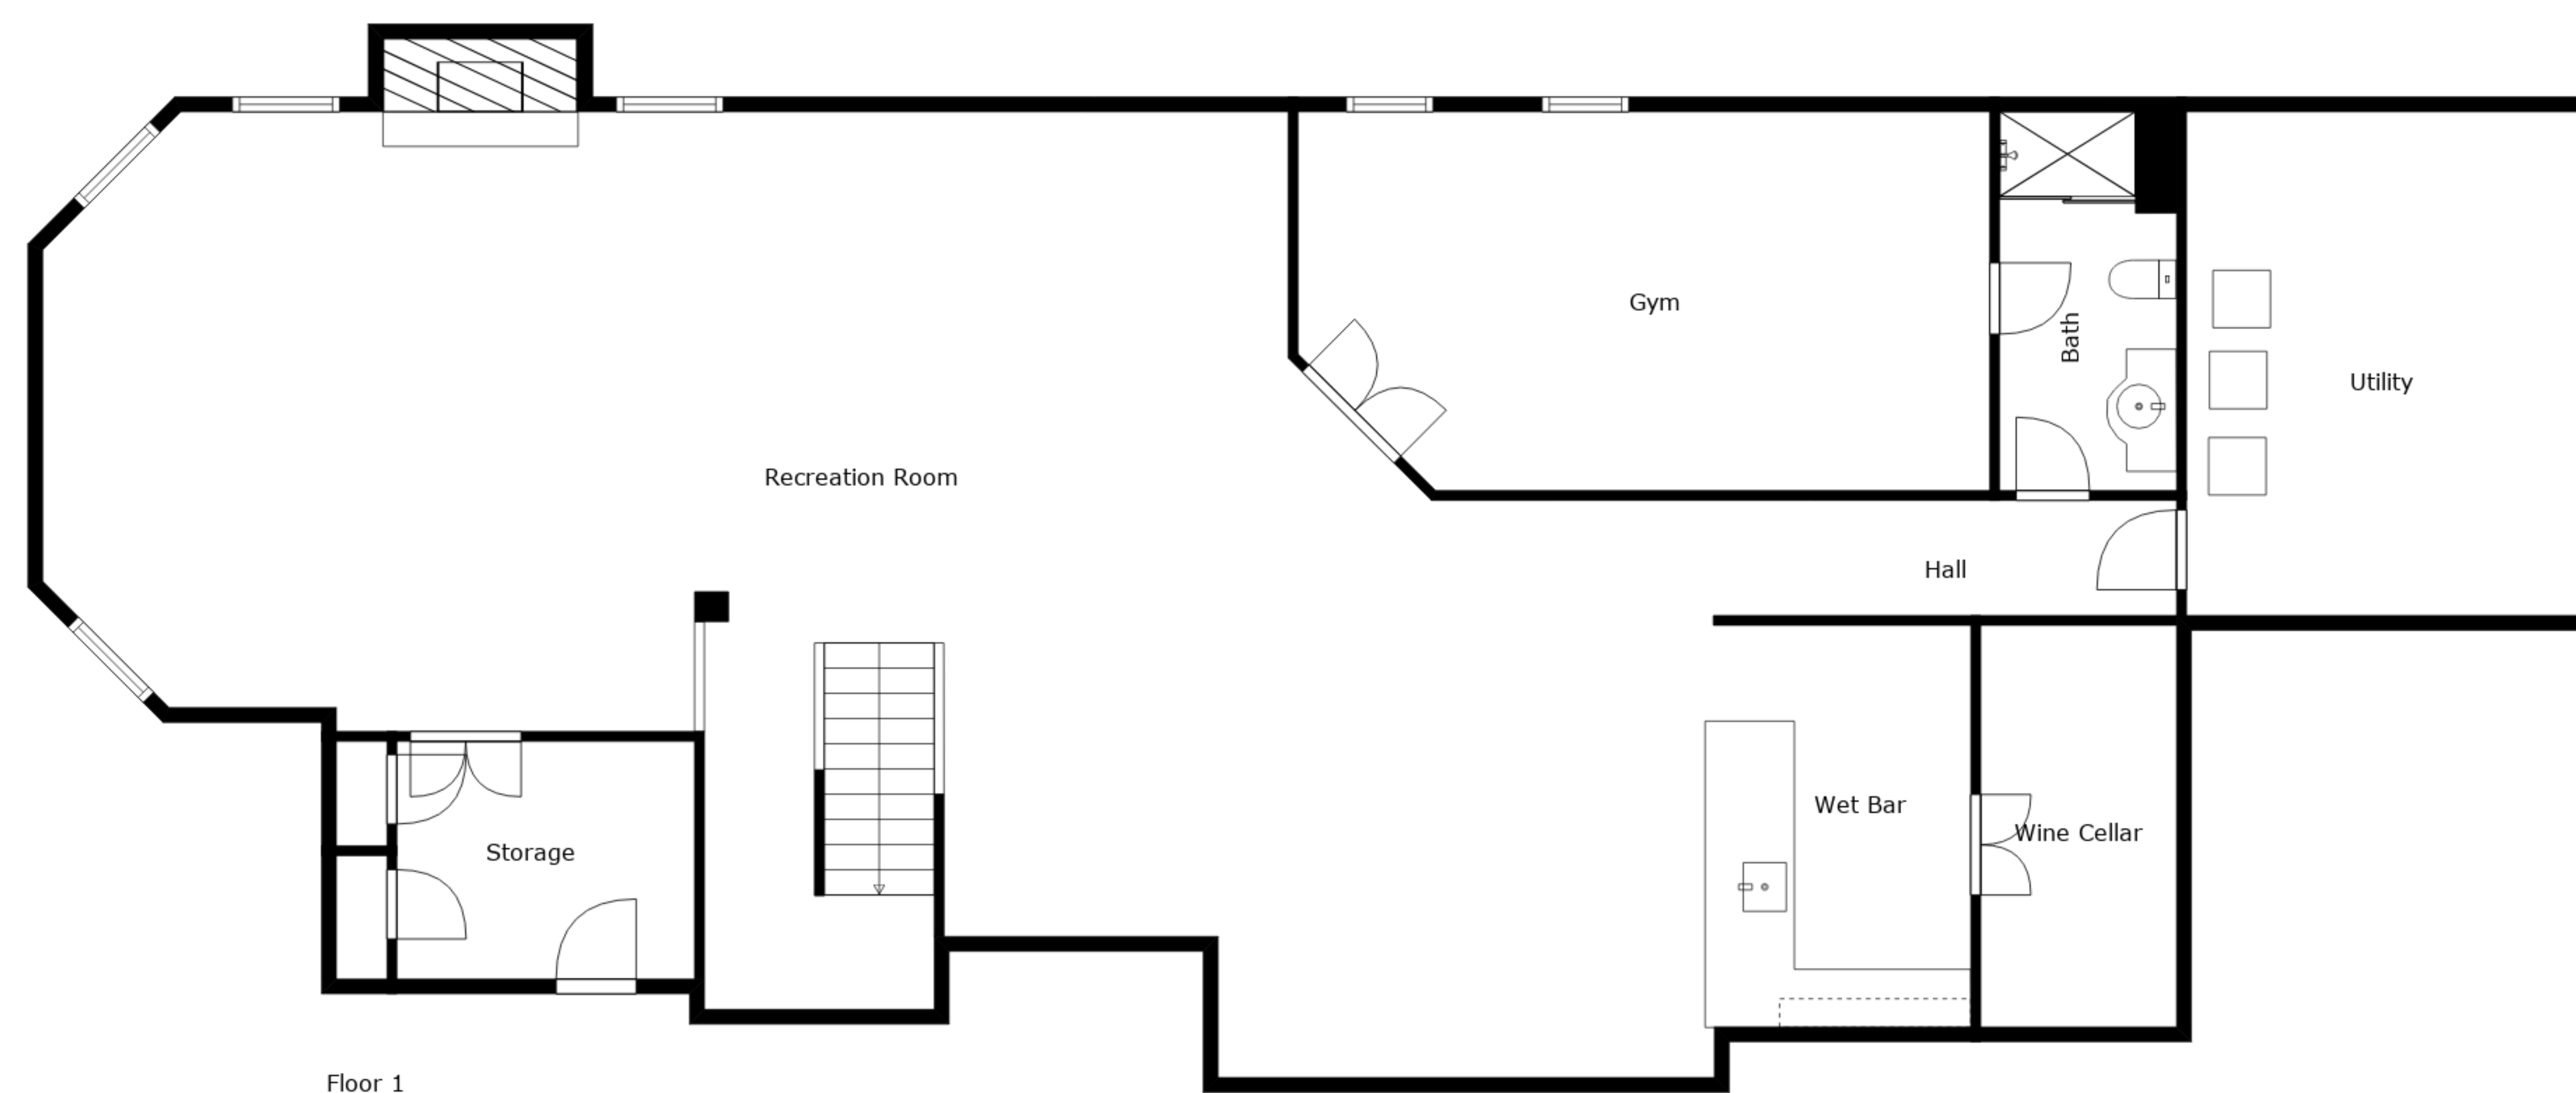 Gym
Bath
Utility
Recreation Room
Hall
Wet Bar
Wine Cellar
Storage
Floor 1